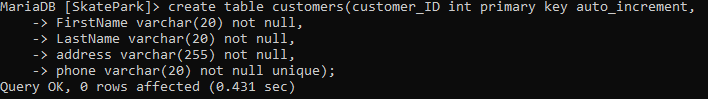 MariaDB [SkatePark]> create table customers(customer_ID int primary key auto_increment,
    -> FirstName varchar(20) not null,
    -> LastName varchar(20) not null,
    -> address varchar(255) not null,
    -> phone varchar(20) not null unique);
Query OK, 0 rows affected (0.431 sec)